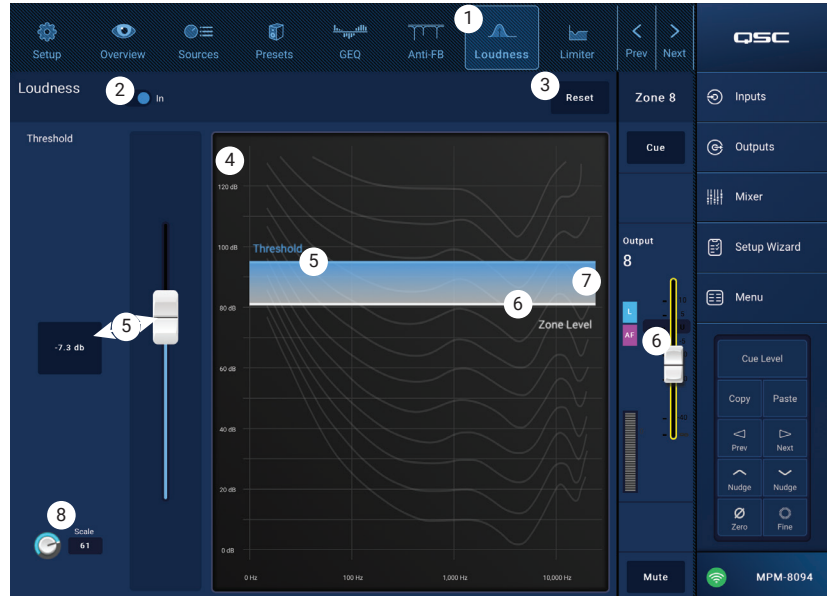 1
Setup
Overview
Sources
Presets
GEQ
Anti-FB
Loudness
Limiter
Prev
Next
QSC
Loudness
2
In
3
Reset
Zone 8
Inputs
Threshold
4
Cue
Outputs
120 dB
Mixer
100 dB
Threshold
5
Output
8
Setup Wizard
7
80 dB
6
Zone Level
10
L
AF
6
Menu
5
-7.3 db
60 dB
Cue Level
Copy
Paste
40 dB
40
Prev
Next
Nudge
Nudge
20 dB
8
Scale
61
Zero
Fine
0 dB
0 Hz
100 Hz
1,000 Hz
10,000 Hz
Mute
MPM-8094